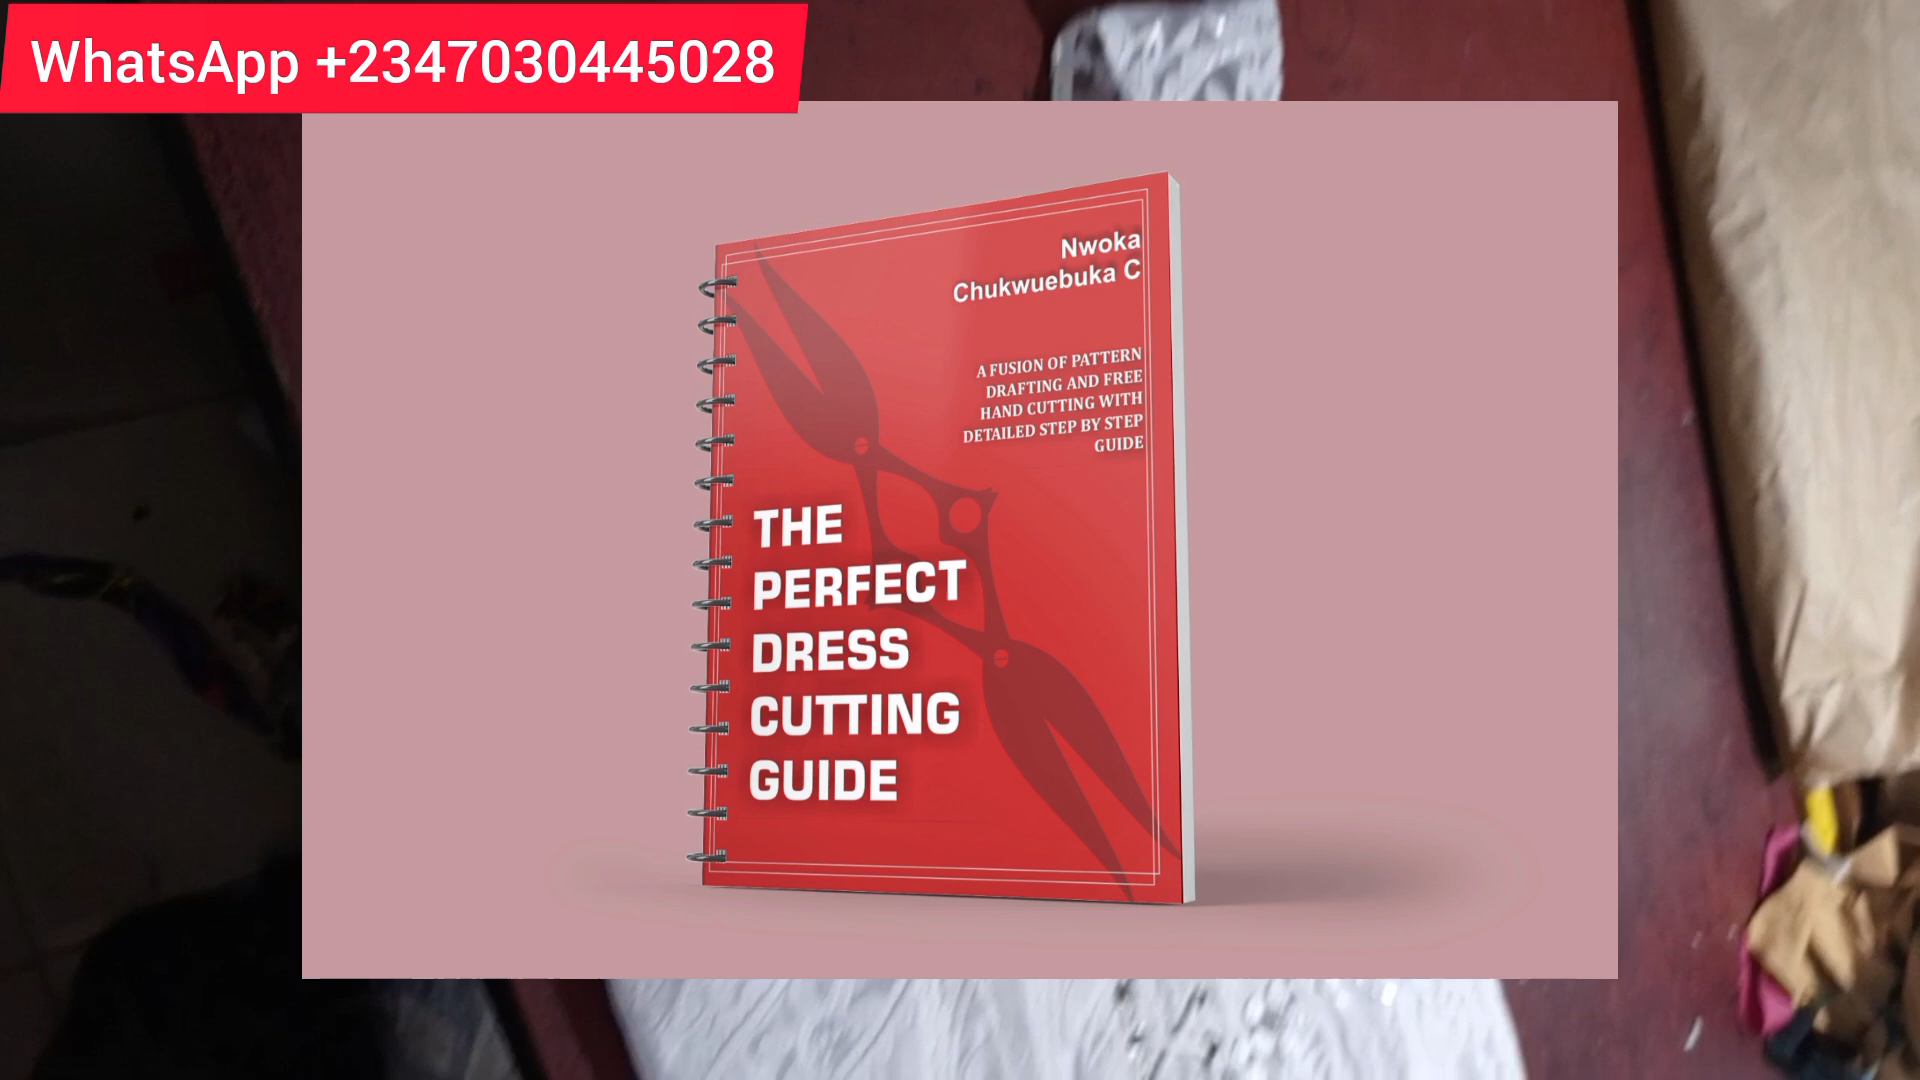 WhatsApp +2347030445028
Nwoka
Chukwuebuka C
A FUSION OF PATTERN
DRAFTING AND FREE
HAND CUTTING WITH
DETAILED STEP BY STEP
GUIDE
THE
PERFECT
DRESS
CUTTING
GUIDE